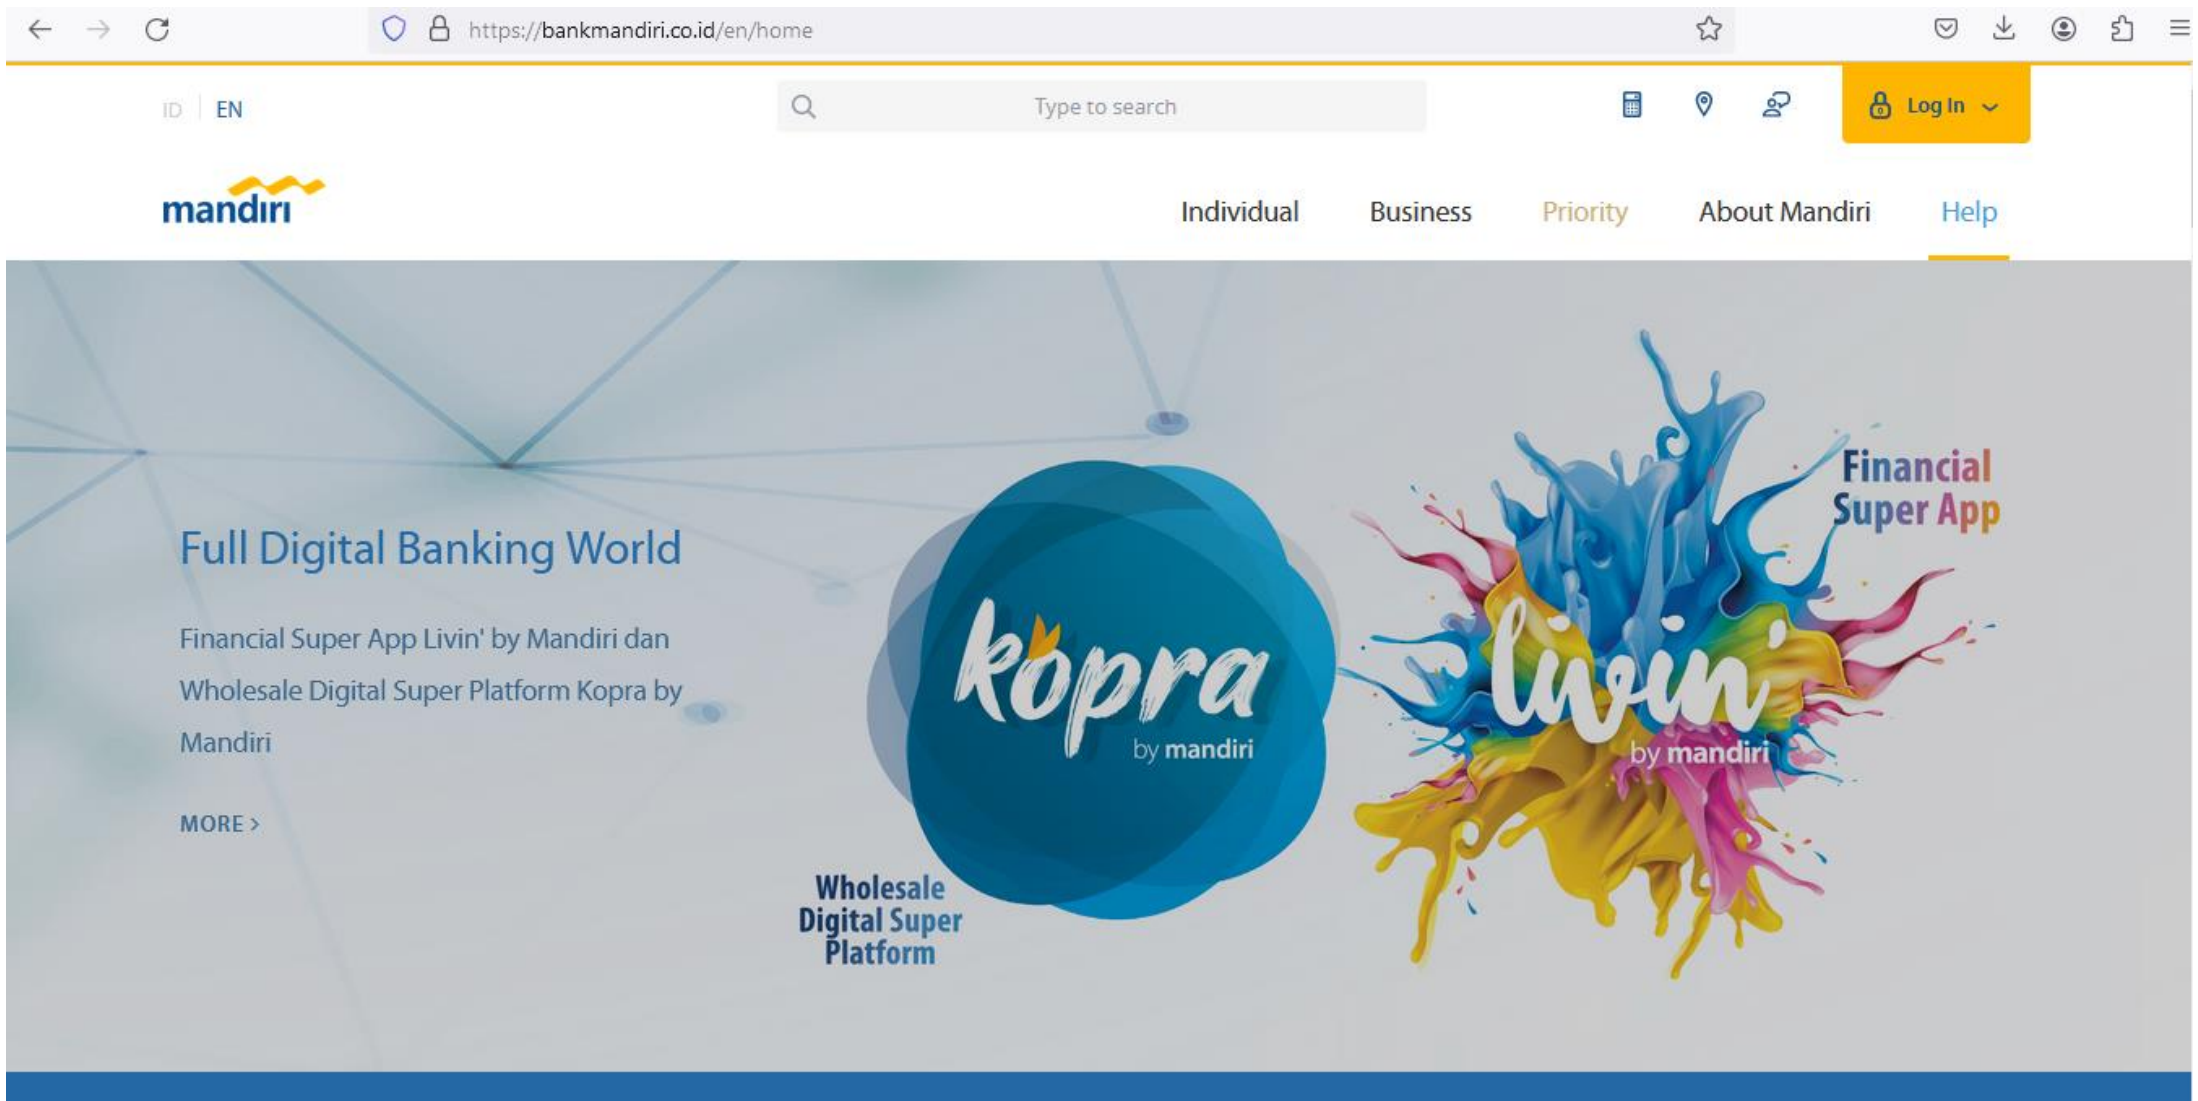 https://bankmandiri.co.id/en/home
ID EN
Type to search
Log In
mandiri
Individual Business Priority About Mandiri Help
Full Digital Banking World
Financial Super App Livin' by Mandiri dan
Wholesale Digital Super Platform Kopra by
Mandiri
MORE >
kopra
by mandiri
Wholesale
Digital Super
Platform
livin'
by mandiri
Financial
Super App